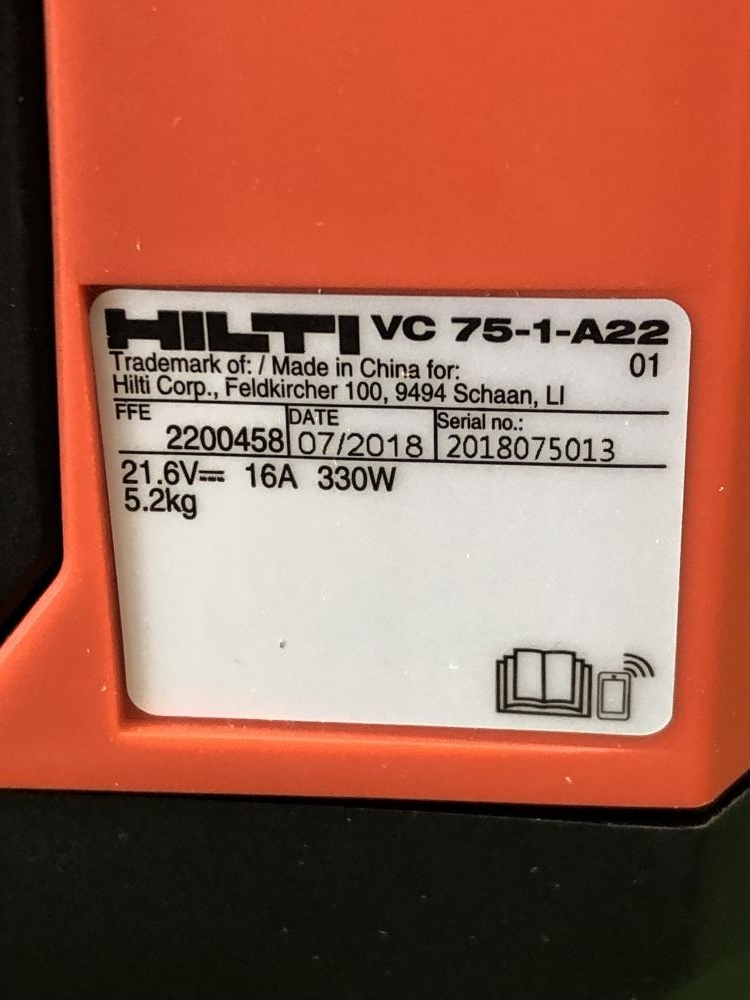 HILTI VC 75-1-A22
Trademark of: / Made in China for: 01
Hilti Corp., Feldkircher 100, 9494 Schaan, LI
FFE DATE Serial no.:
2200458 07/2018 2018075013
21.6V⎓ 16A 330W
5.2kg